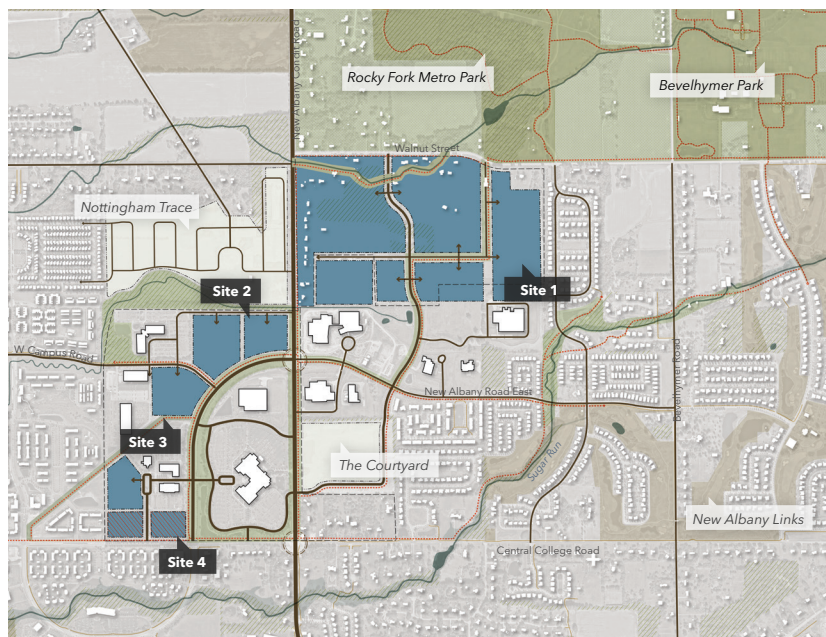 New Albany Condit Road
Rocky Fork Metro Park
Bevelhymer Park
Walnut Street
Nottingham Trace
Site 2
Site 1
W Campus Road
New Albany Road East
Bevelhymer Road
Site 3
The Courtyard
Sugar Run
New Albany Links
Central College Road
Site 4